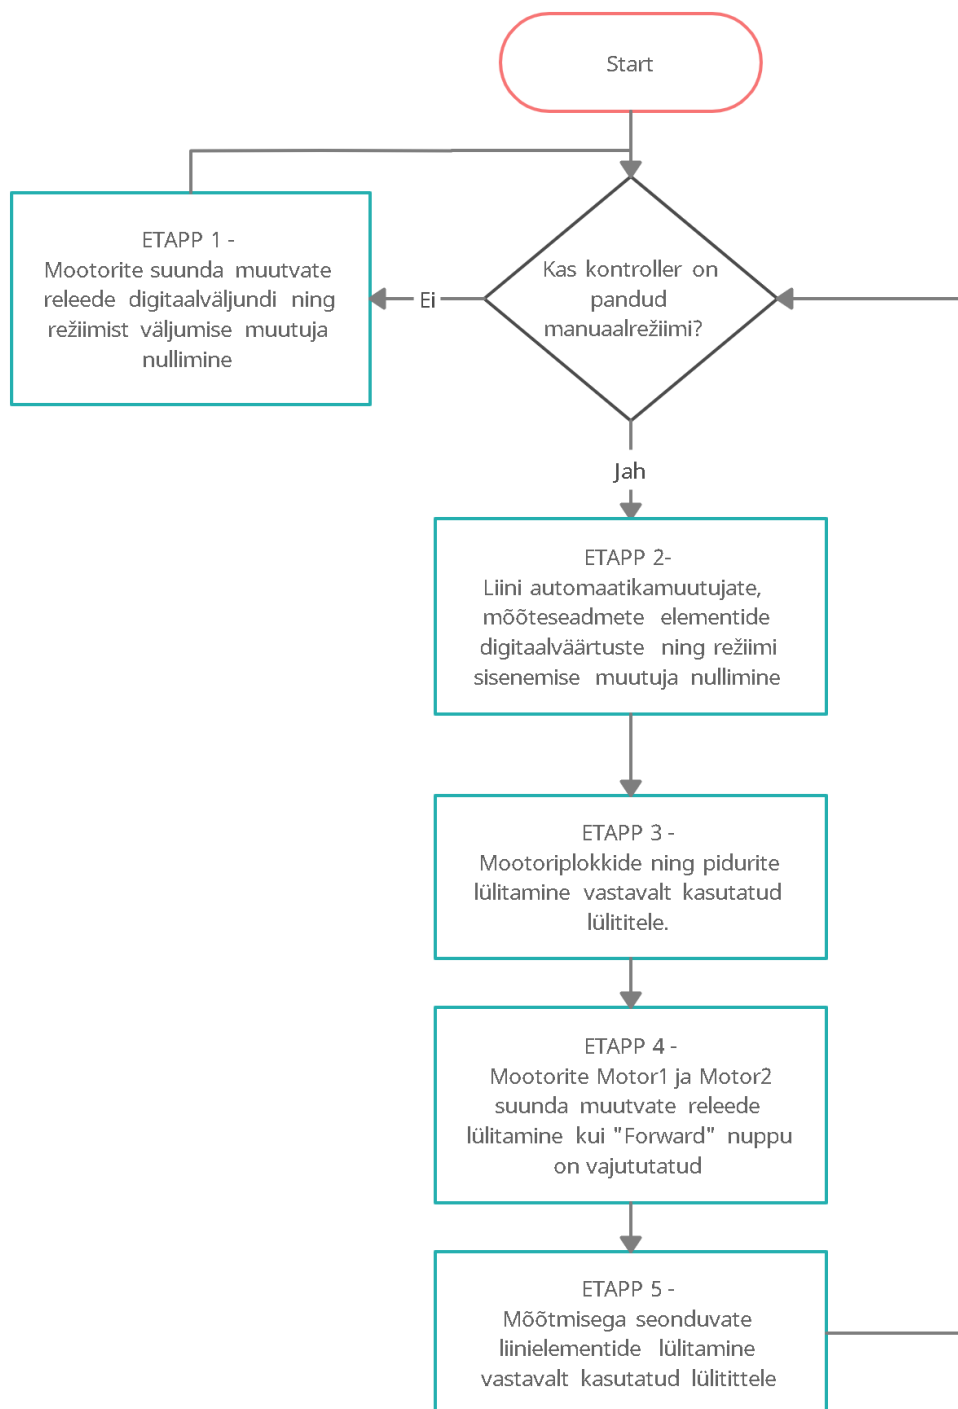 Start
Kas kontroller on
pandud
manuaalrežiimi?
Ei
ETAPP 1 -
Mootorite suunda muutvate
releede digitaalväljundi ning
režiimist väljumise muutuja
nullimine
Jah
ETAPP 2-
Liini automaatikamuutujate,
mõõteseadmete elementide
digitaalväärtuste ning režiimi
sisenemise muutuja nullimine
ETAPP 3 -
Mootoriplokkide ning pidurite
lülitamine vastavalt kasutatud
lülititele.
ETAPP 4 -
Mootorite Motor1 ja Motor2
suunda muutvate releede
lülitamine kui "Forward" nuppu
on vajututatud
ETAPP 5 -
Mõõtmisega seonduvate
liinielementide lülitamine
vastavalt kasutatud lülitittele